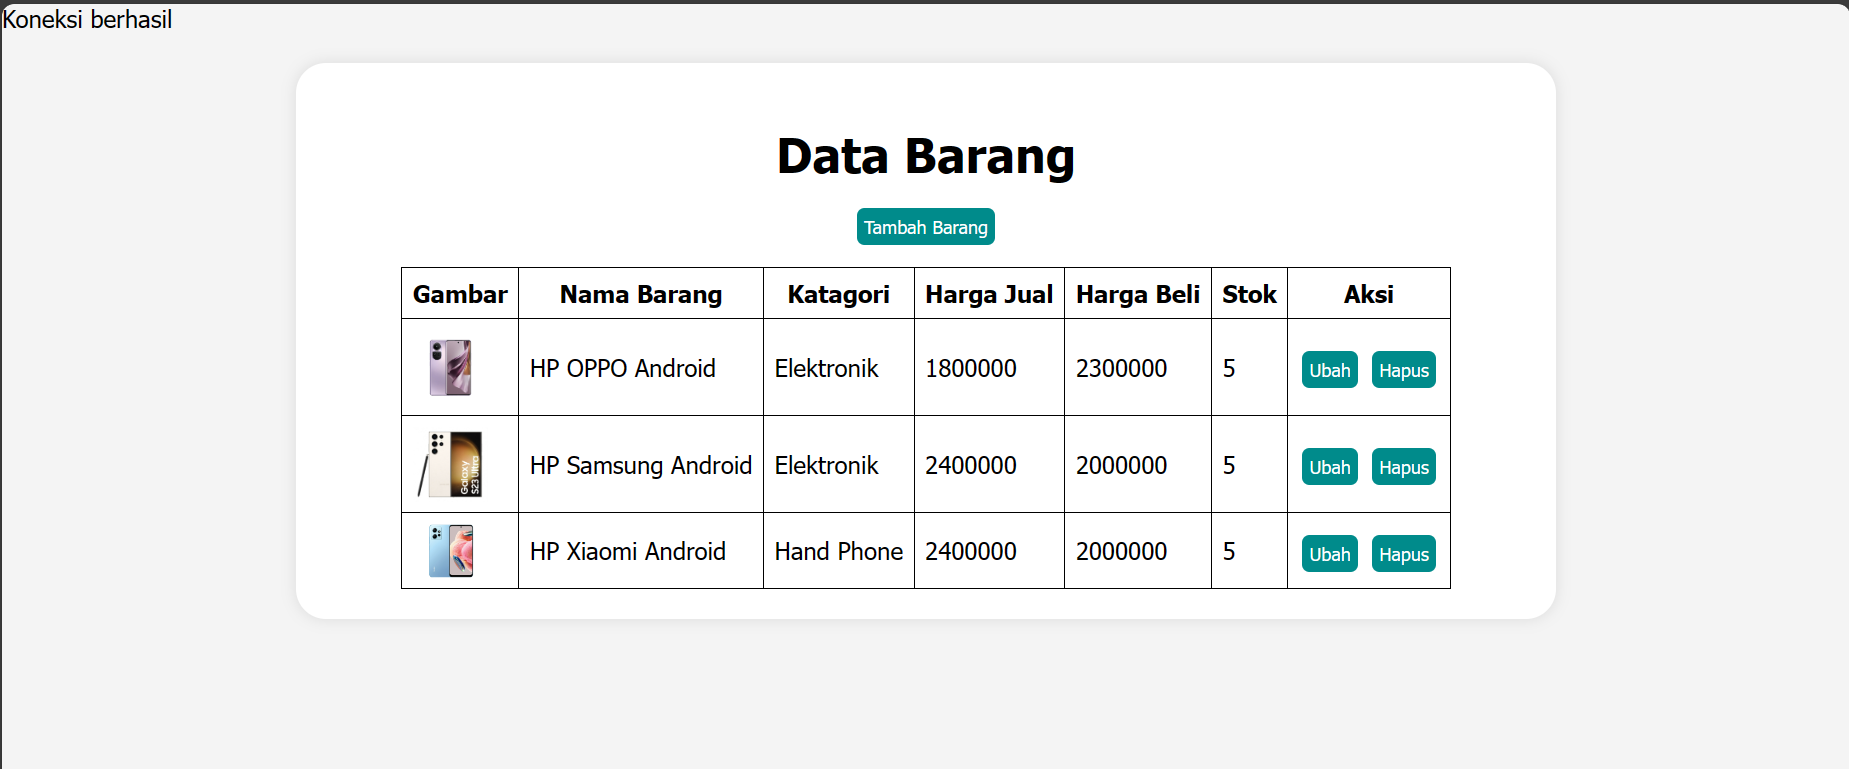 Koneksi berhasil
Data Barang
Tambah Barang
Gambar Nama Barang Katagori Harga Jual Harga Beli Stok Aksi
HP OPPO Android Elektronik 1800000 2300000 5 Ubah Hapus
Galaxy
S23 Ultra
HP Samsung Android Elektronik 2400000 2000000 5 Ubah Hapus
HP Xiaomi Android Hand Phone 2400000 2000000 5 Ubah Hapus